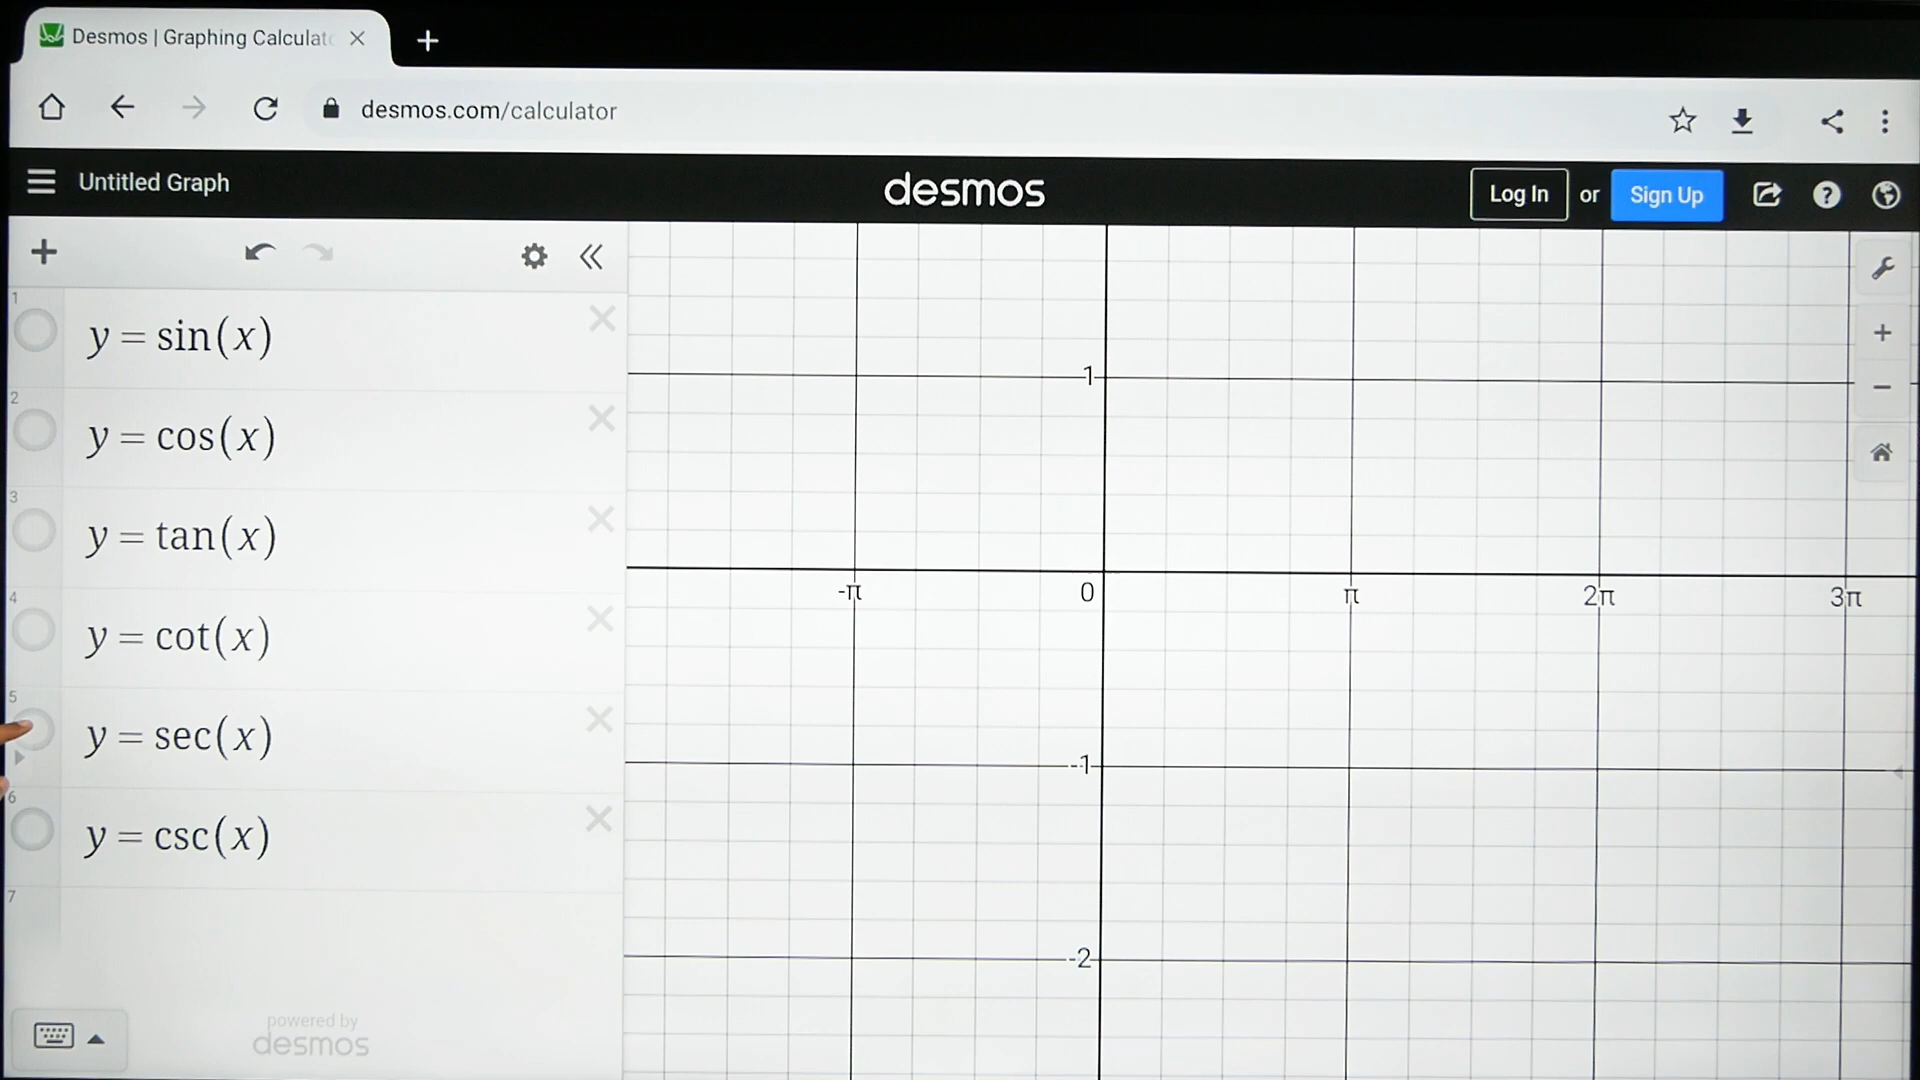 Desmos | Graphing Calculat
desmos.com/calculator
Untitled Graph
desmos
Log In or Sign Up
1
y = sin(x)
2
y = cos(x)
3
y = tan(x)
4
y = cot(x)
5
y = sec(x)
6
y = csc(x)
7
powered by
desmos
1
-π 0 π 2π 3π
-1
-2